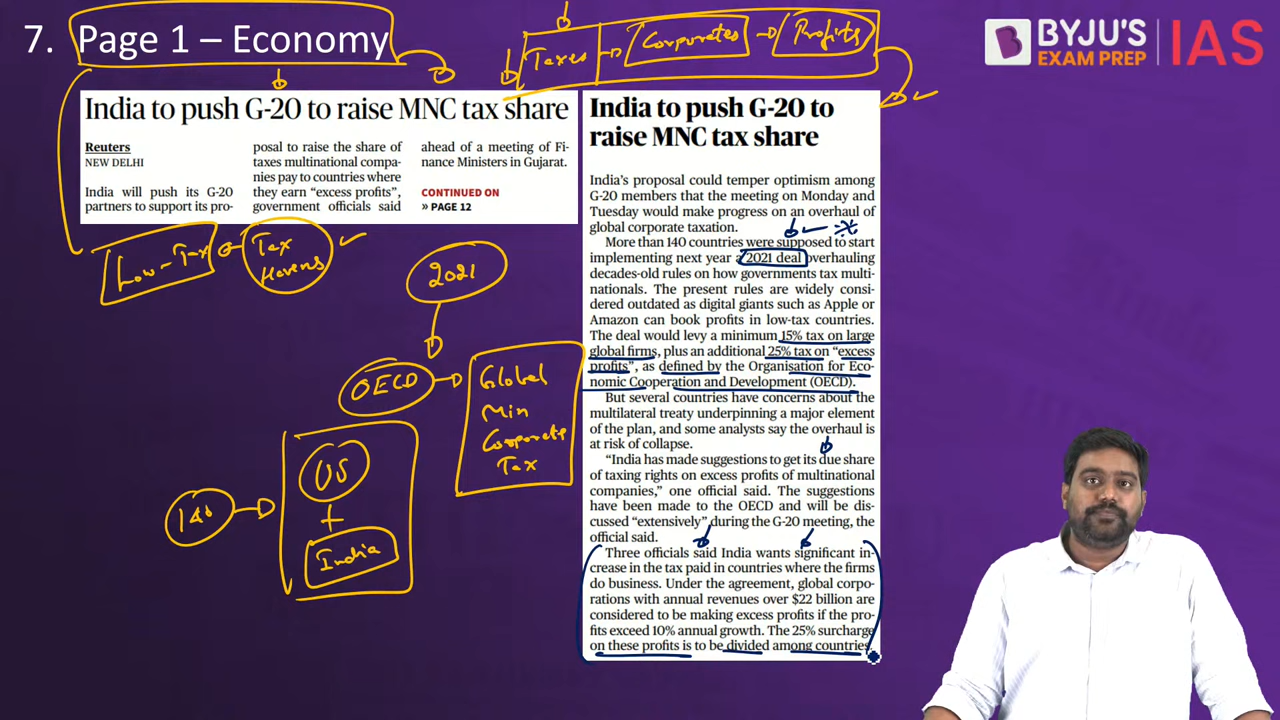 7. Page 1 – Economy
Taxes
Corporates
Profits
BYJU'S
EXAM PREP
IAS
India to push G-20 to raise MNC tax share
Reuters
NEW DELHI
India will push its G-20
partners to support its pro-
posal to raise the share of
taxes multinational compa-
nies pay to countries where
they earn “excess profits”,
government officials said
ahead of a meeting of Fi-
nance Ministers in Gujarat.
CONTINUED ON
» PAGE 12
India to push G-20 to
raise MNC tax share
India's proposal could temper optimism among
G-20 members that the meeting on Monday and
Tuesday would make progress on an overhaul of
global corporate taxation.
More than 140 countries were supposed to start
implementing next year a 2021 deal overhauling
decades-old rules on how governments tax multi-
nationals. The present rules are widely consi-
dered outdated as digital giants such as Apple or
Amazon can book profits in low-tax countries.
The deal would levy a minimum 15% tax on large
global firms, plus an additional 25% tax on “excess
profits”, as defined by the Organisation for Eco-
nomic Cooperation and Development (OECD).
But several countries have concerns about the
multilateral treaty underpinning a major element
of the plan, and some analysts say the overhaul is
at risk of collapse.
“India has made suggestions to get its due share
of taxing rights on excess profits of multinational
companies,” one official said. The suggestions
have been made to the OECD and will be dis-
cussed “extensively” during the G-20 meeting, the
official said.
Three officials said India wants significant in-
crease in the tax paid in countries where the firms
do business. Under the agreement, global corpo-
rations with annual revenues over $22 billion are
considered to be making excess profits if the pro-
fits exceed 10% annual growth. The 25% surcharge
on these profits is to be divided among countries.
Low-Tax
Tax
Havens
2021
OECD
Global
Min
Corporate
Tax
140
US
+
India